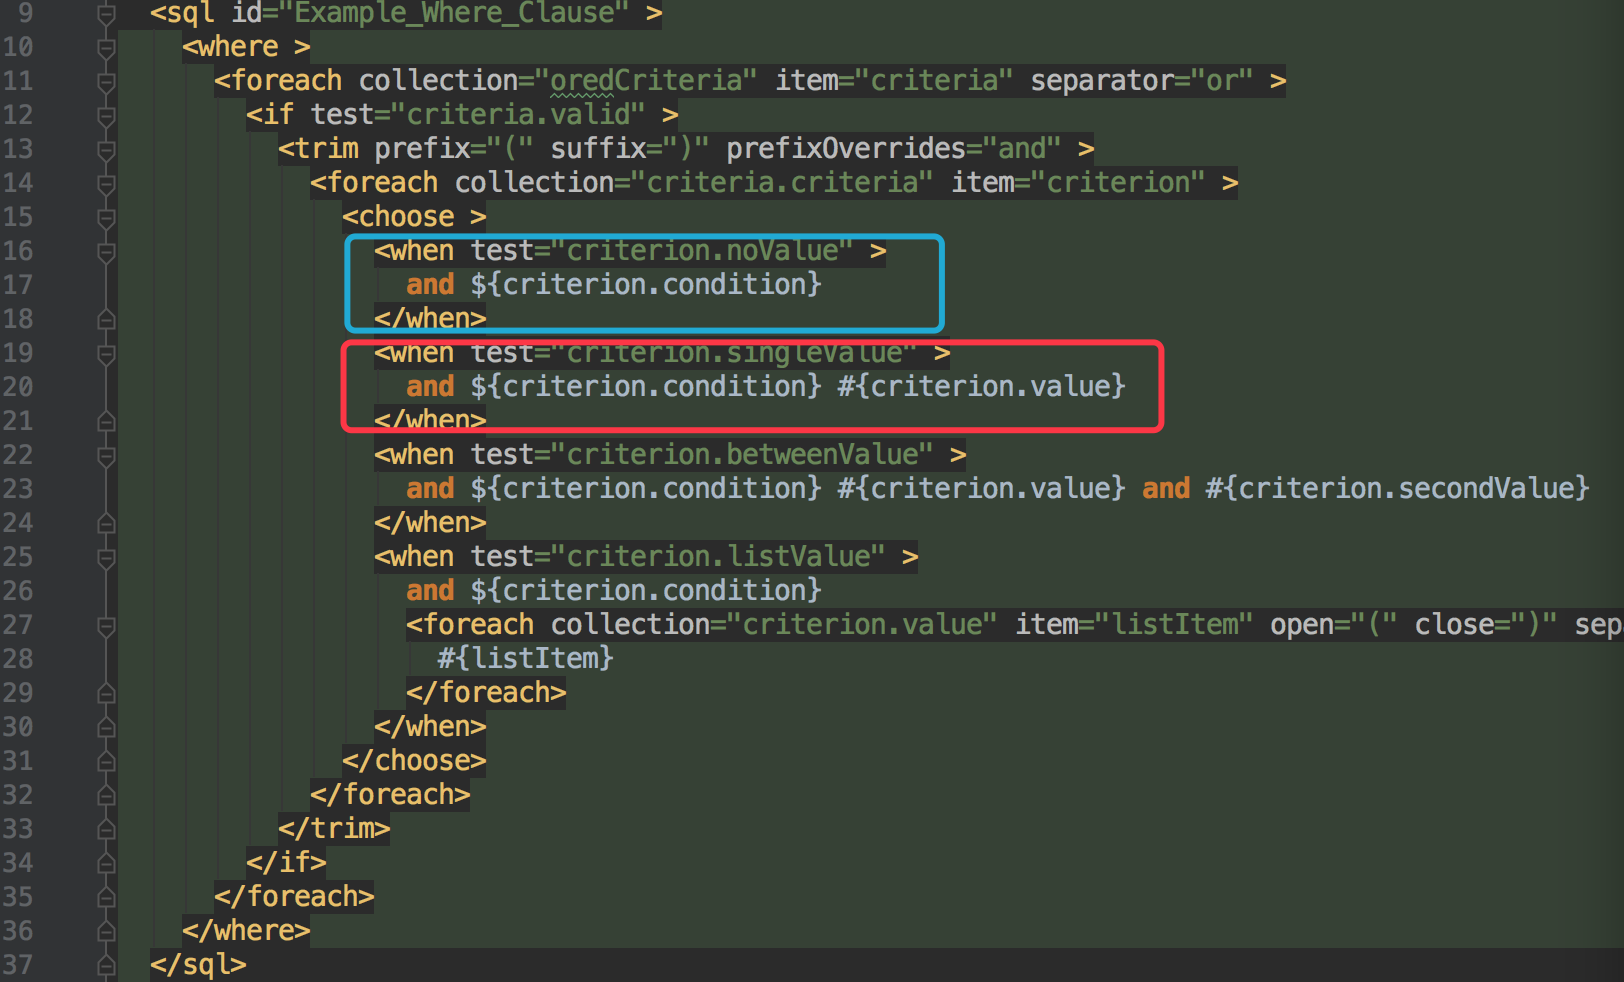 9 <sql id="Example_Where_Clause" >
10 <where >
11 <foreach collection="oredCriteria" item="criteria" separator="or" >
12 <if test="criteria.valid" >
13 <trim prefix="(" suffix=")" prefixOverrides="and" >
14 <foreach collection="criteria.criteria" item="criterion" >
15 <choose >
16 <when test="criterion.noValue" >
17 and ${criterion.condition}
18 </when>
19 <when test="criterion.singleValue" >
20 and ${criterion.condition} #{criterion.value}
21 </when>
22 <when test="criterion.betweenValue" >
23 and ${criterion.condition} #{criterion.value} and #{criterion.secondValue}
24 </when>
25 <when test="criterion.listValue" >
26 and ${criterion.condition}
27 <foreach collection="criterion.value" item="listItem" open="(" close=")" sep
28 #{listItem}
29 </foreach>
30 </when>
31 </choose>
32 </foreach>
33 </trim>
34 </if>
35 </foreach>
36 </where>
37 </sql>